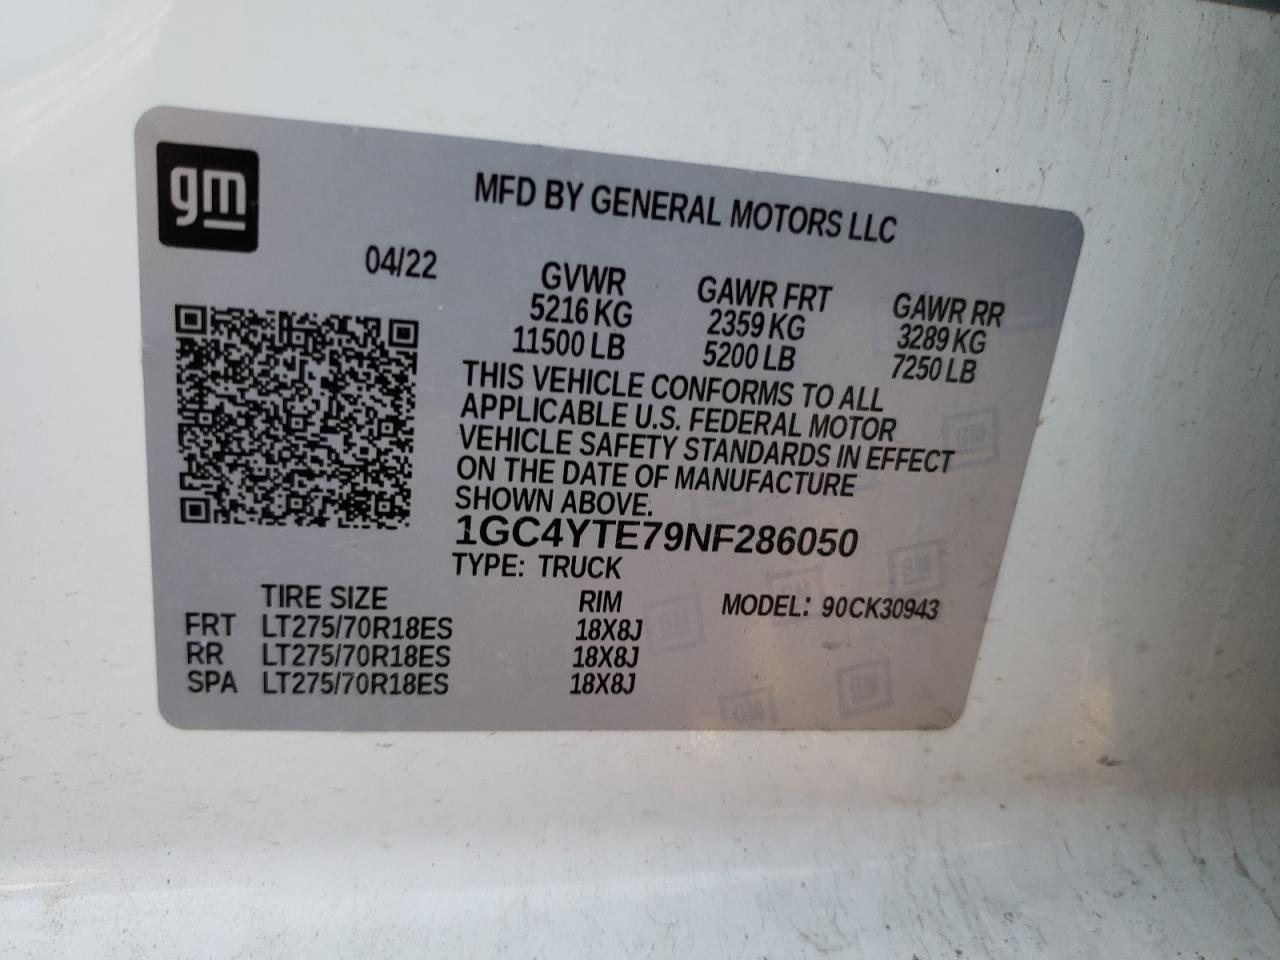 gm
MFD BY GENERAL MOTORS LLC
04/22
GVWR GAWR FRT GAWR RR
5216 KG 2359 KG 3289 KG
11500 LB 5200 LB 7250 LB
THIS VEHICLE CONFORMS TO ALL
APPLICABLE U.S. FEDERAL MOTOR
VEHICLE SAFETY STANDARDS IN EFFECT
ON THE DATE OF MANUFACTURE
SHOWN ABOVE.
1GC4YTE79NF286050
TYPE: TRUCK
TIRE SIZE RIM MODEL: 90CK30943
FRT LT275/70R18ES 18X8J
RR LT275/70R18ES 18X8J
SPA LT275/70R18ES 18X8J